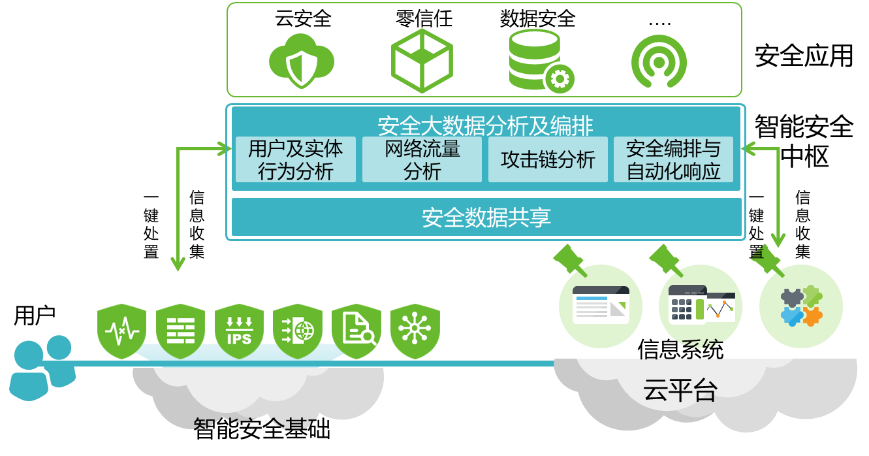 云安全
零信任
数据安全
....
安全应用
安全大数据分析及编排
用户及实体
行为分析
网络流量
分析
攻击链分析
安全编排与
自动化响应
智能安全
中枢
安全数据共享
一键处置
信息收集
一键处置
信息收集
用户
IPS
信息系统
云平台
智能安全基础